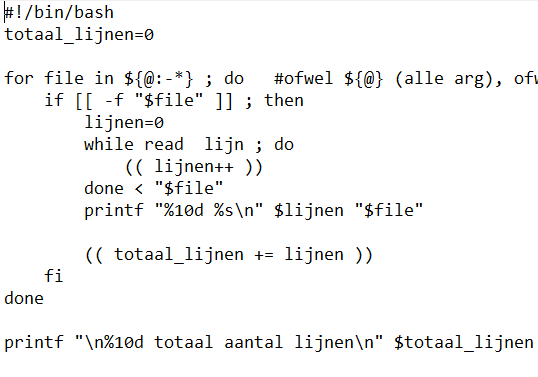 #!/bin/bash
totaal_lijnen=0
for file in ${@:-*} ; do   #ofwel ${@} (alle arg), ofw
    if [[ -f "$file" ]] ; then
        lijnen=0
        while read  lijn ; do
            (( lijnen++ ))
        done < "$file"
        printf "%10d %s\n" $lijnen "$file"
        (( totaal_lijnen += lijnen ))
    fi
done
printf "\n%10d totaal aantal lijnen\n" $totaal_lijnen